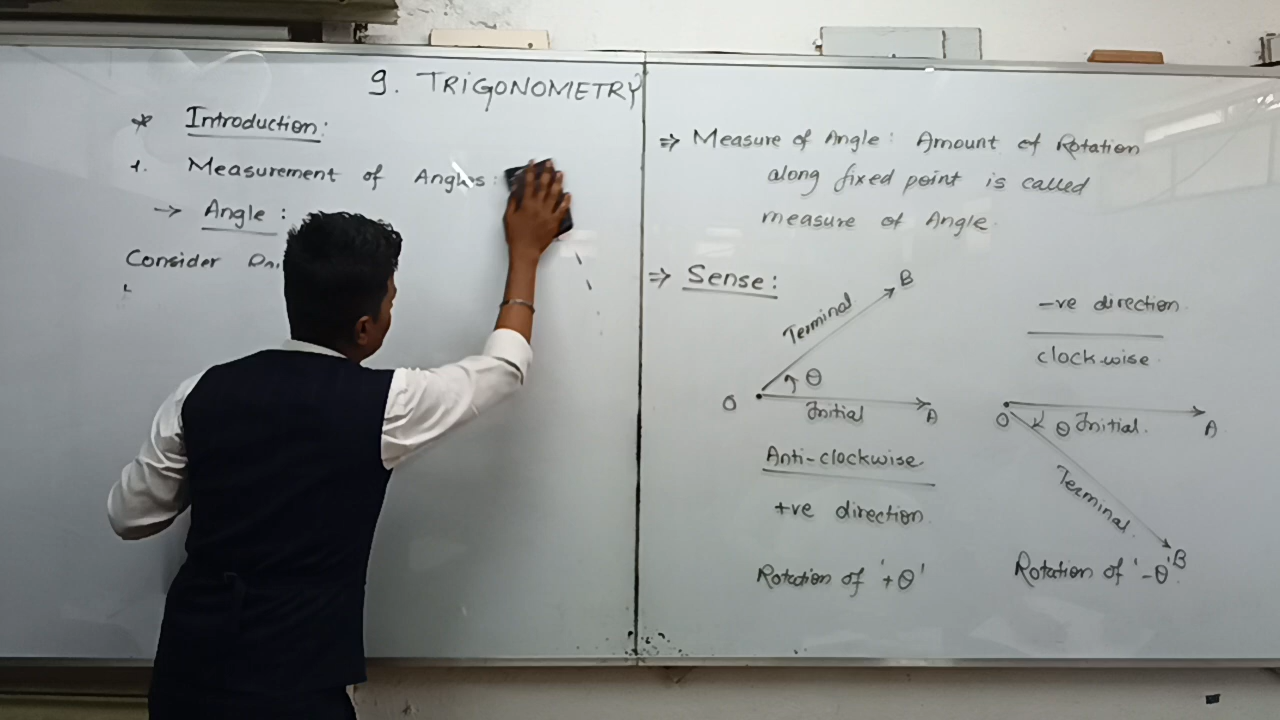 9. TRIGONOMETRY
* Introduction:
1. Measurement of Angles:
→ Angle:
Consider
⇒ Measure of Angle: Amount of Rotation
along fixed point is called
measure of Angle.
⇒ Sense:
B
Terminal
θ
O
Initial
A
Anti-clockwise
+ve direction
Rotation of '+θ'
-ve direction
clockwise
O
θ Initial.
A
Terminal
B
Rotation of '-θ'